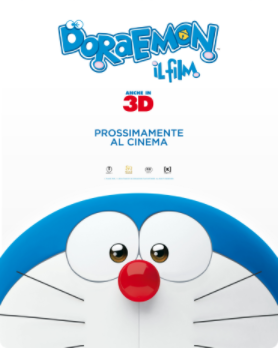 DORAEMON
il film
ANCHE IN
3D
PROSSIMAMENTE
AL CINEMA